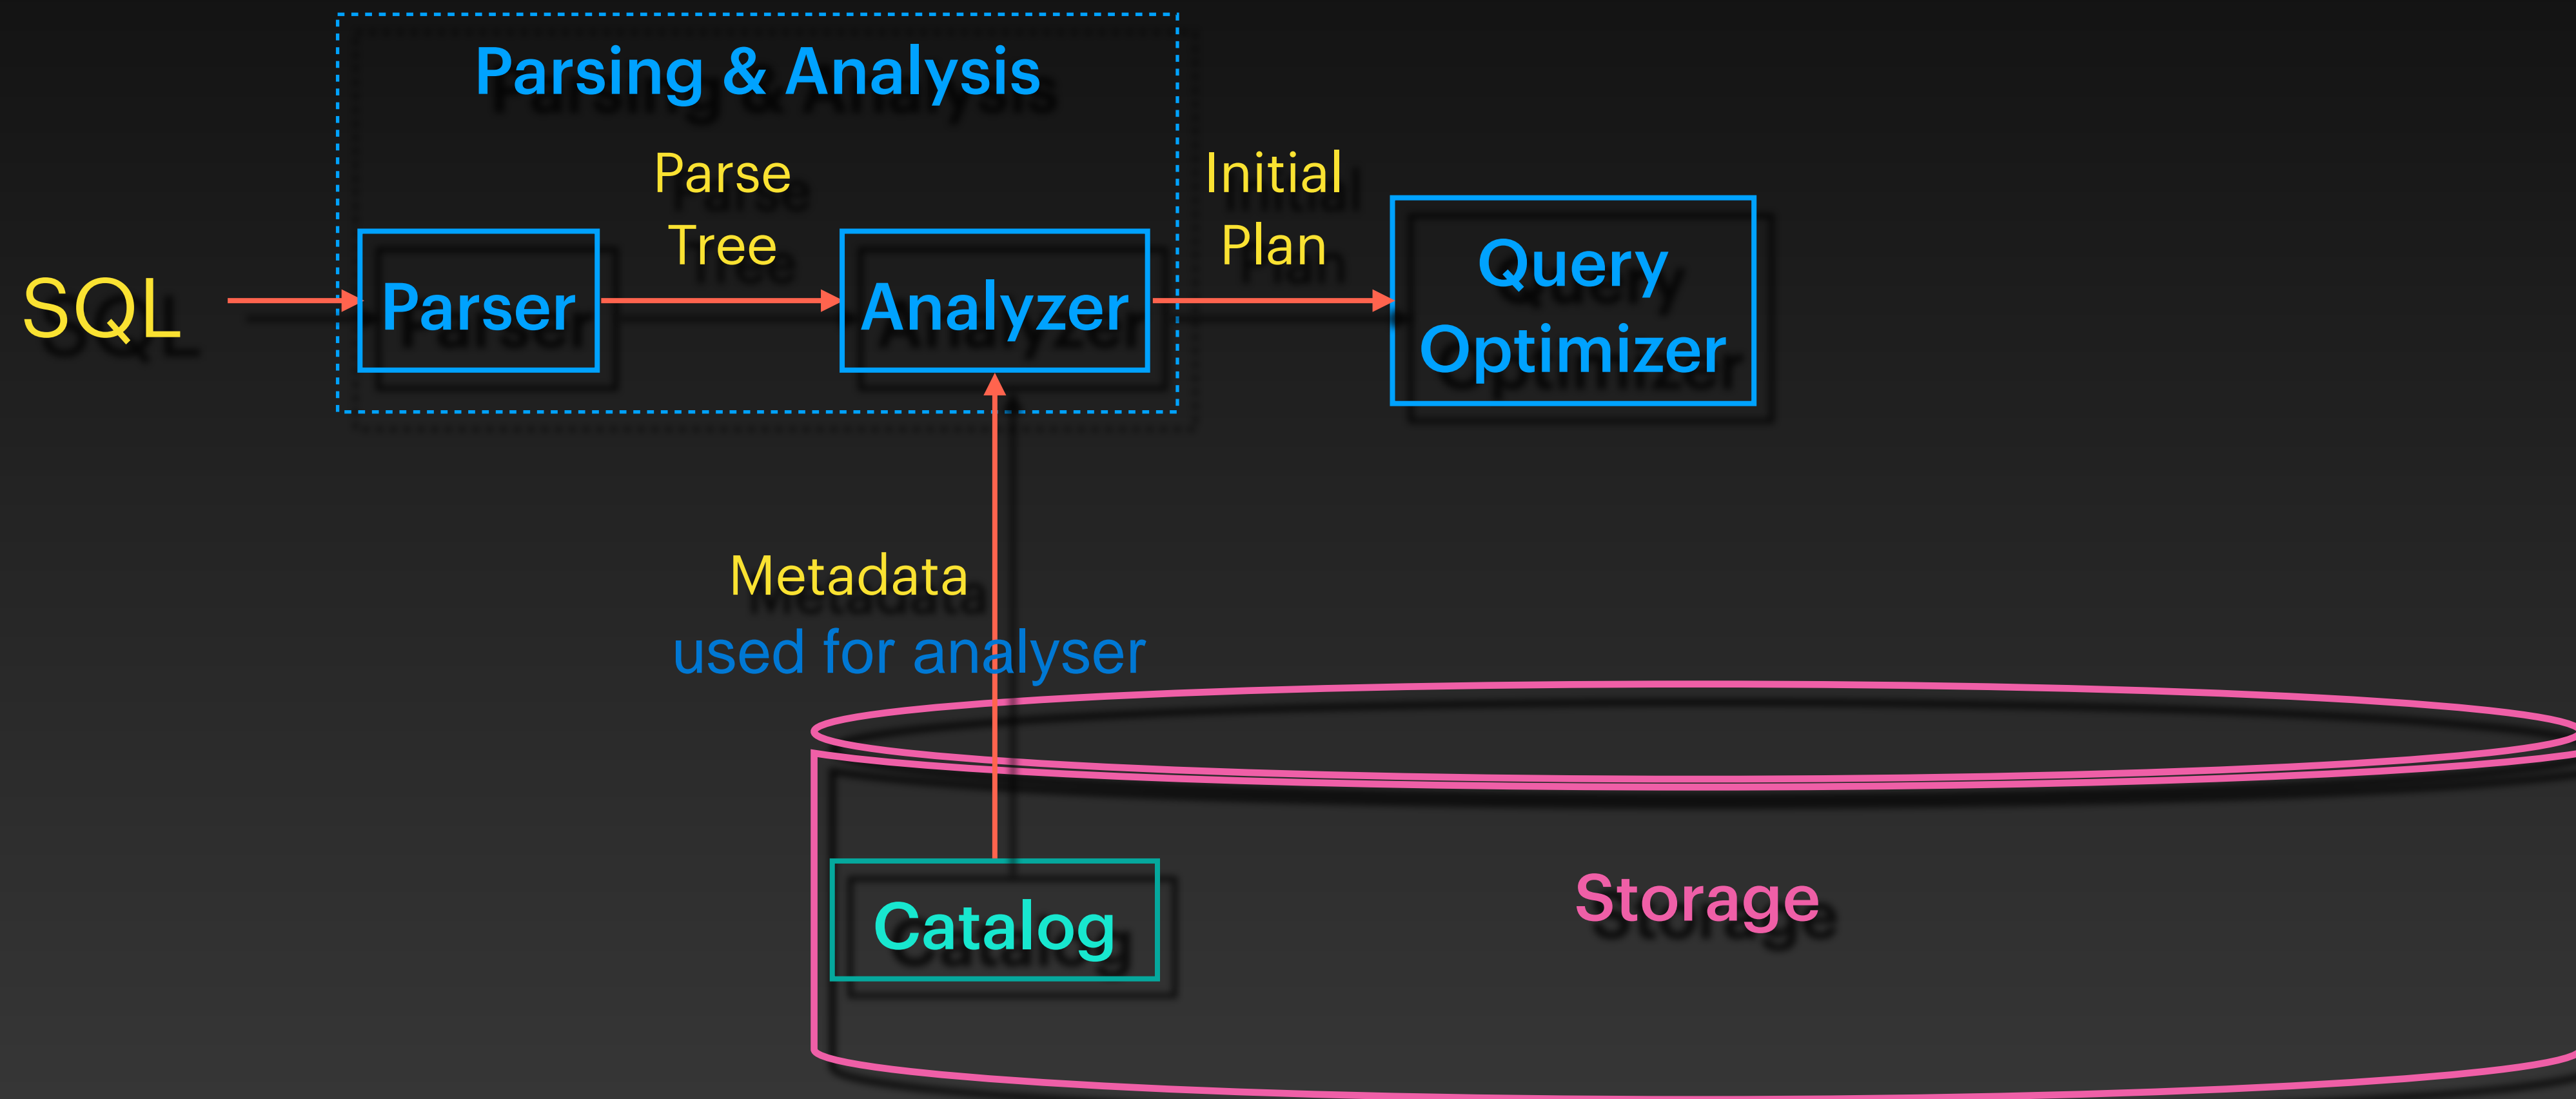 Parsing & Analysis
Parse
Tree
Initial
Plan
SQL
Parser
Analyzer
Query
Optimizer
Metadata
used for analyser
Catalog
Storage